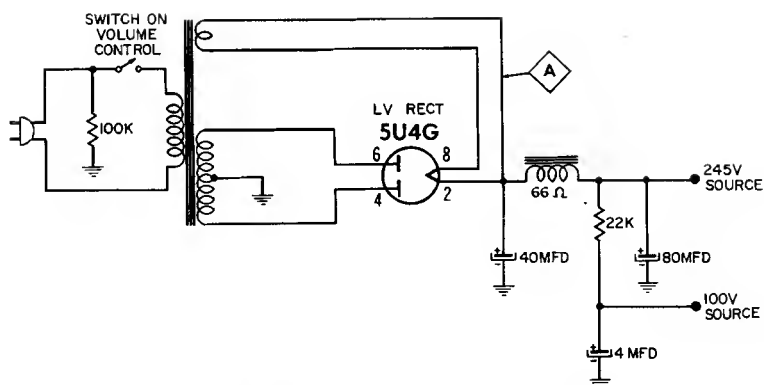 SWITCH ON
VOLUME
CONTROL
100K
A
LV RECT
5U4G
6
8
4
2
66 Ω
245V
SOURCE
22K
40MFD
80MFD
100V
SOURCE
4 MFD